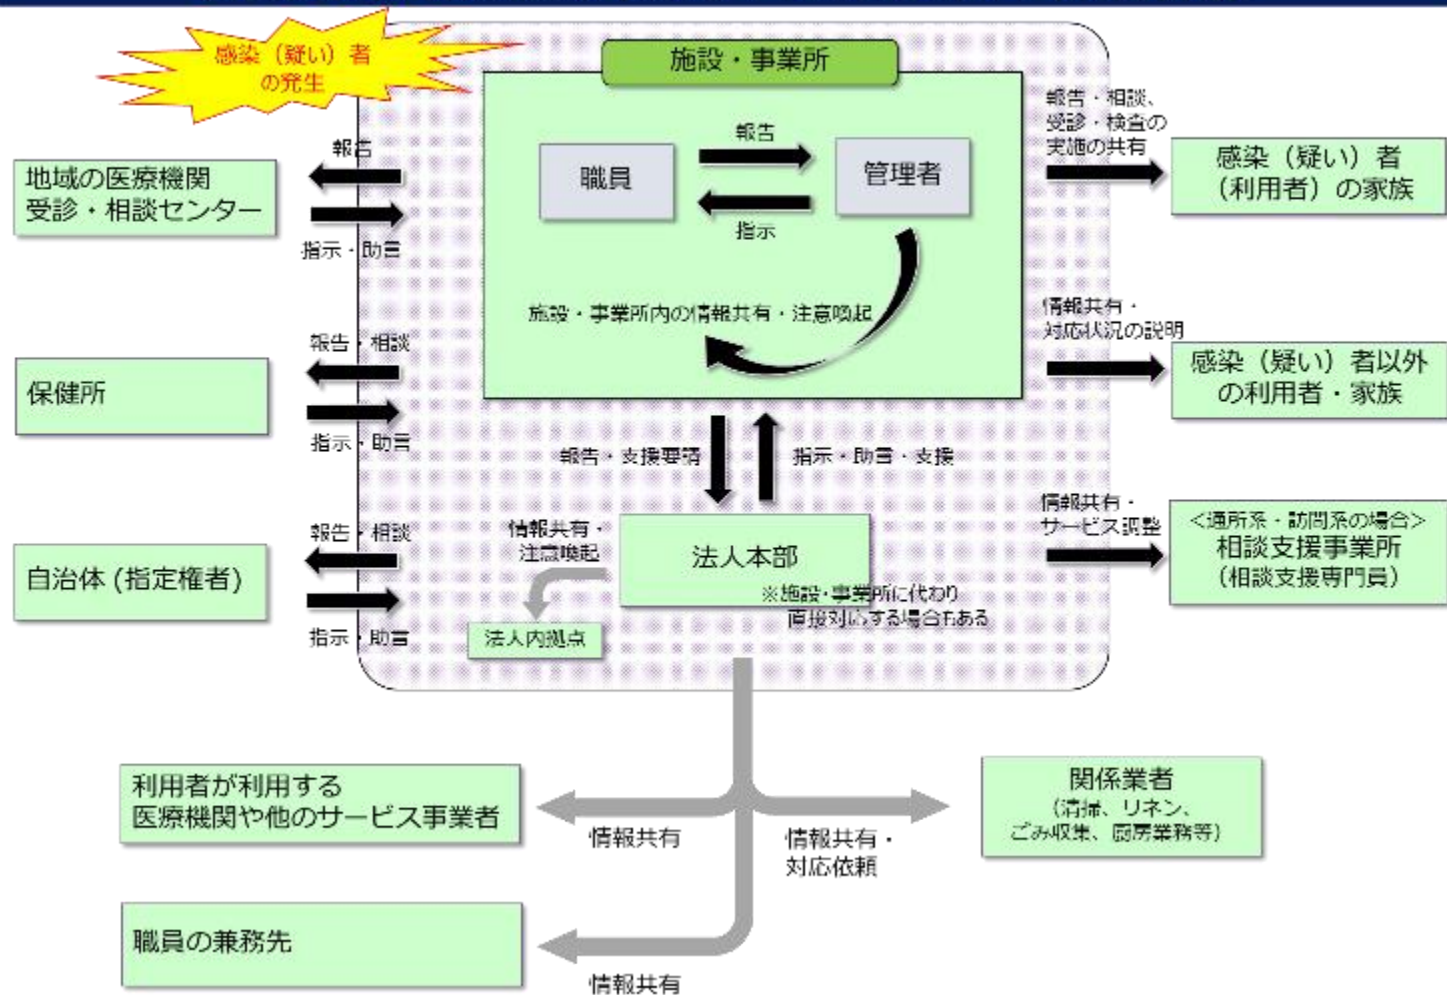 感染（疑い）者
の発生
施設・事業所
職員
報告
指示
管理者
施設・事業所内の情報共有・注意喚起
地域の医療機関
受診・相談センター
報告
指示・助言
保健所
報告・相談
指示・助言
自治体 (指定権者)
報告・相談
指示・助言
報告・相談、
受診・検査の
実施の共有
感染（疑い）者
（利用者）の家族
情報共有・
対応状況の説明
感染（疑い）者以外
の利用者・家族
情報共有・
サービス調整
＜通所系・訪問系の場合＞
相談支援事業所
（相談支援専門員）
報告・支援要請
指示・助言・支援
法人本部
※施設・事業所に代わり
直接対応する場合もある
情報共有・
注意喚起
法人内拠点
利用者が利用する
医療機関や他のサービス事業者
情報共有
情報共有・
対応依頼
関係業者
（清掃、リネン、
ごみ収集、厨房業務等）
職員の兼務先
情報共有